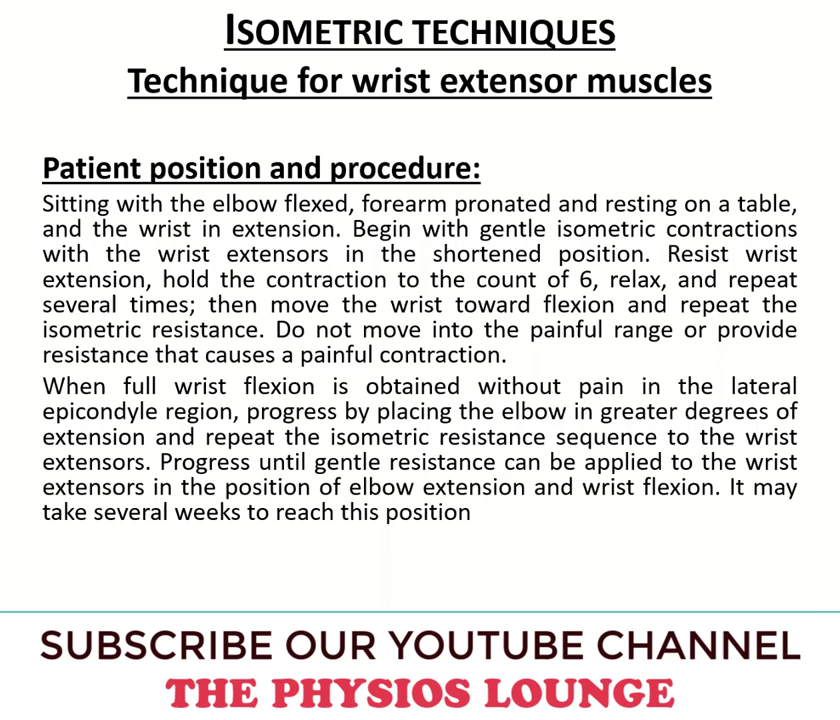 ISOMETRIC TECHNIQUES
Technique for wrist extensor muscles
Patient position and procedure:
Sitting with the elbow flexed, forearm pronated and resting on a table,
and the wrist in extension. Begin with gentle isometric contractions
with the wrist extensors in the shortened position. Resist wrist
extension, hold the contraction to the count of 6, relax, and repeat
several times; then move the wrist toward flexion and repeat the
isometric resistance. Do not move into the painful range or provide
resistance that causes a painful contraction.
When full wrist flexion is obtained without pain in the lateral
epicondyle region, progress by placing the elbow in greater degrees of
extension and repeat the isometric resistance sequence to the wrist
extensors. Progress until gentle resistance can be applied to the wrist
extensors in the position of elbow extension and wrist flexion. It may
take several weeks to reach this position
SUBSCRIBE OUR YOUTUBE CHANNEL
THE PHYSIOS LOUNGE